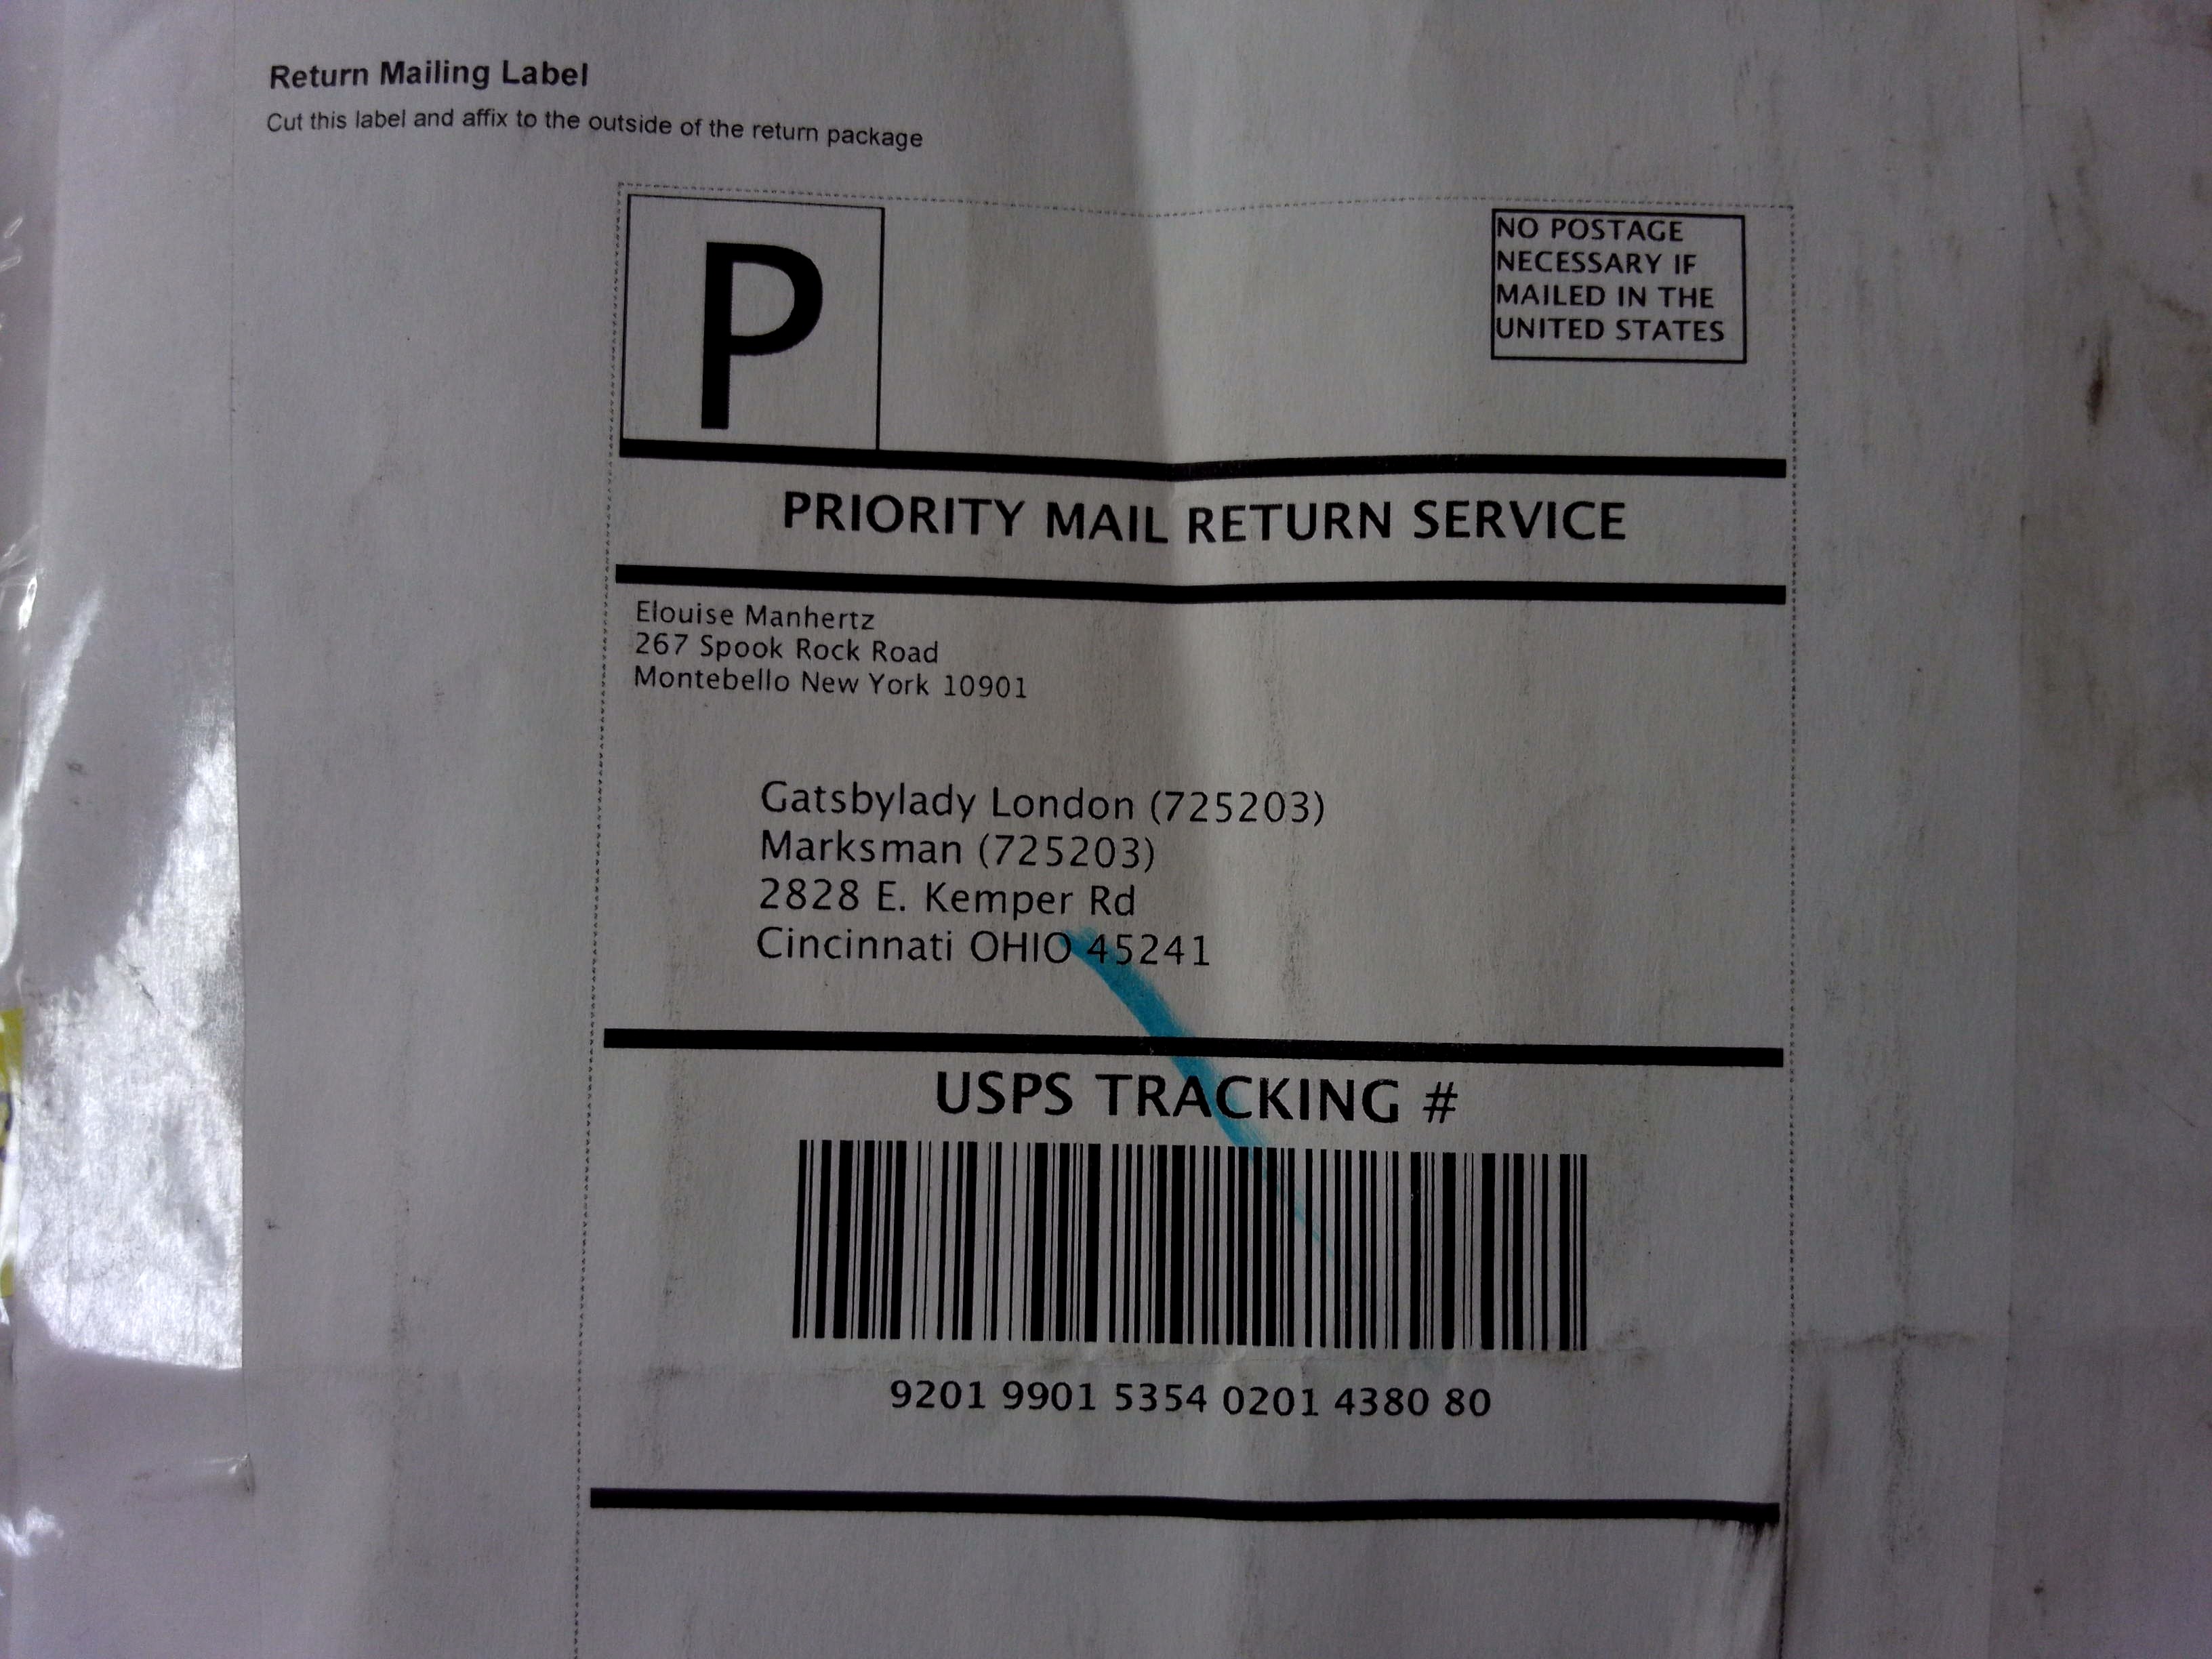 Return Mailing Label
Cut this label and affix to the outside of the return package
P
NO POSTAGE
NECESSARY IF
MAILED IN THE
UNITED STATES
PRIORITY MAIL RETURN SERVICE
Elouise Manhertz
267 Spook Rock Road
Montebello New York 10901
Gatsbylady London (725203)
Marksman (725203)
2828 E. Kemper Rd
Cincinnati OHIO 45241
USPS TRACKING #
9201 9901 5354 0201 4380 80